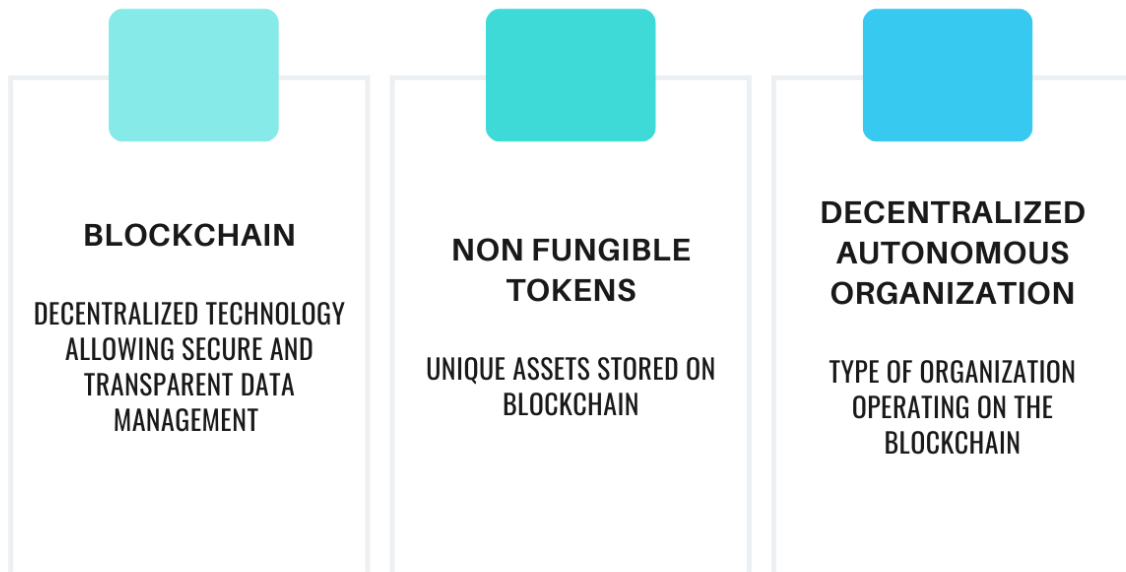 BLOCKCHAIN
DECENTRALIZED TECHNOLOGY
ALLOWING SECURE AND
TRANSPARENT DATA
MANAGEMENT
NON FUNGIBLE
TOKENS
UNIQUE ASSETS STORED ON
BLOCKCHAIN
DECENTRALIZED
AUTONOMOUS
ORGANIZATION
TYPE OF ORGANIZATION
OPERATING ON THE
BLOCKCHAIN